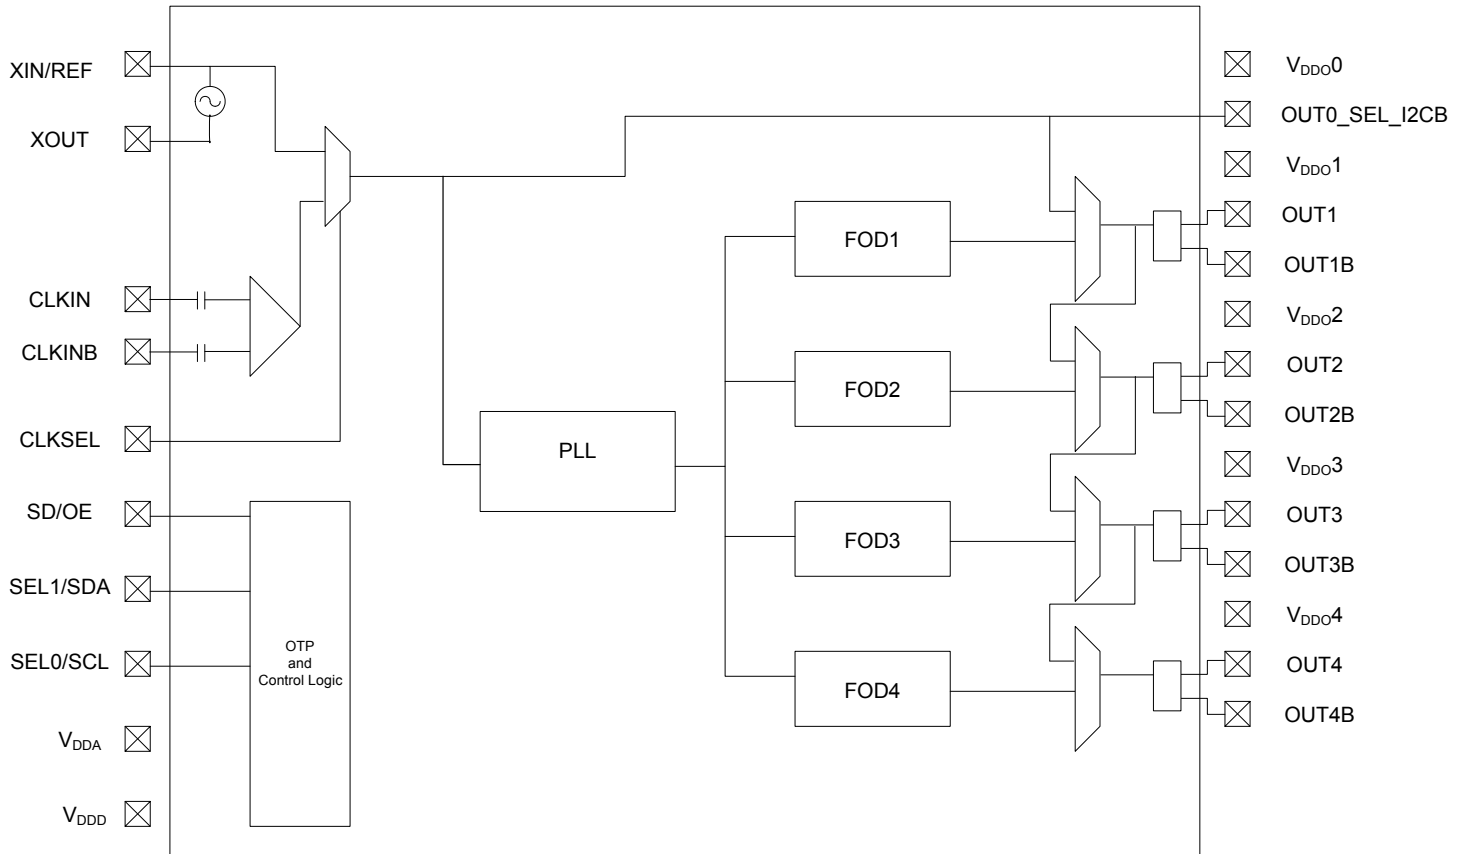 XIN/REF
XOUT
CLKIN
CLKINB
CLKSEL
SD/OE
SEL1/SDA
SEL0/SCL
VDDA
VDDD
OTP
and
Control Logic
PLL
FOD1
FOD2
FOD3
FOD4
VDDO0
OUT0_SEL_I2CB
VDDO1
OUT1
OUT1B
VDDO2
OUT2
OUT2B
VDDO3
OUT3
OUT3B
VDDO4
OUT4
OUT4B